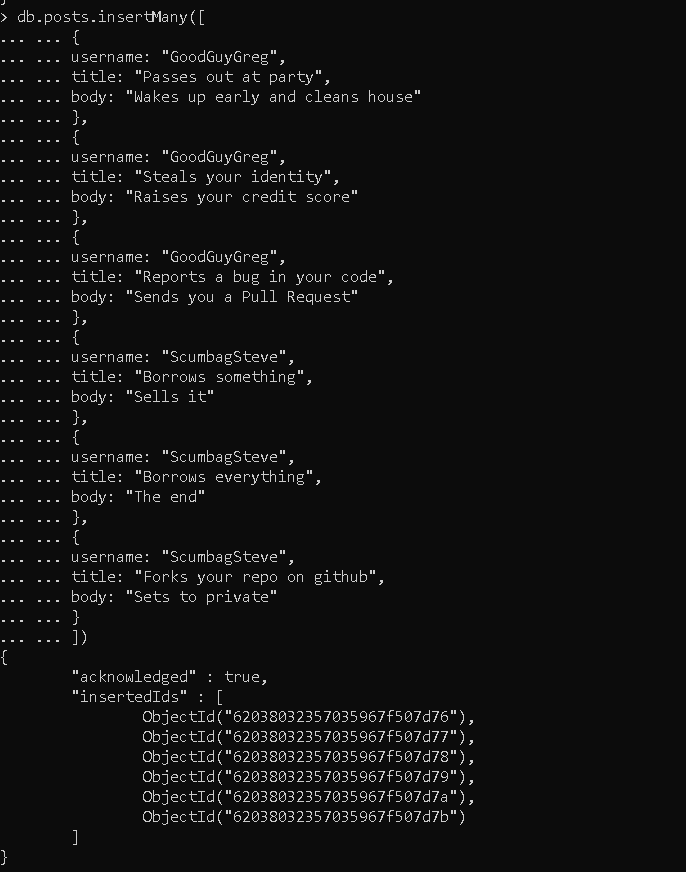 > db.posts.insertMany([
... ... {
... ... username: "GoodGuyGreg",
... ... title: "Passes out at party",
... ... body: "Wakes up early and cleans house"
... ... },
... ... {
... ... username: "GoodGuyGreg",
... ... title: "Steals your identity",
... ... body: "Raises your credit score"
... ... },
... ... {
... ... username: "GoodGuyGreg",
... ... title: "Reports a bug in your code",
... ... body: "Sends you a Pull Request"
... ... },
... ... {
... ... username: "ScumbagSteve",
... ... title: "Borrows something",
... ... body: "Sells it"
... ... },
... ... {
... ... username: "ScumbagSteve",
... ... title: "Borrows everything",
... ... body: "The end"
... ... },
... ... {
... ... username: "ScumbagSteve",
... ... title: "Forks your repo on github",
... ... body: "Sets to private"
... ... }
... ... ])
{
"acknowledged" : true,
"insertedIds" : [
ObjectId("62038032357035967f507d76"),
ObjectId("62038032357035967f507d77"),
ObjectId("62038032357035967f507d78"),
ObjectId("62038032357035967f507d79"),
ObjectId("62038032357035967f507d7a"),
ObjectId("62038032357035967f507d7b")
]
}